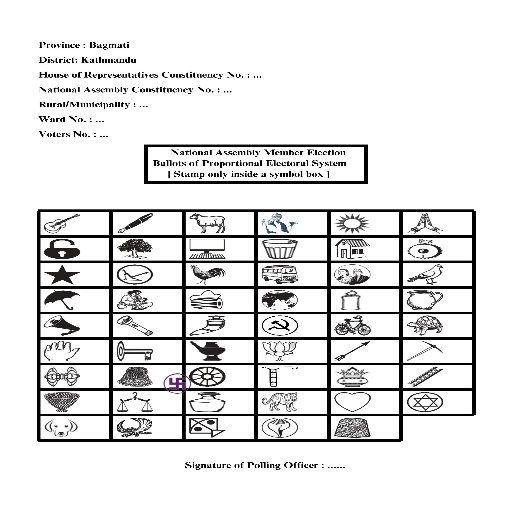 Province : Bagmati
District: Kathmandu
House of Representatives Constituency No. : ...
National Assembly Constituency No. : ...
Rural/Municipality : ...
Ward No. : ...
Voters No. : ...
National Assembly Member Election
Ballots of Proportional Electoral System
[ Stamp only inside a symbol box ]
Signature of Polling Officer : ......